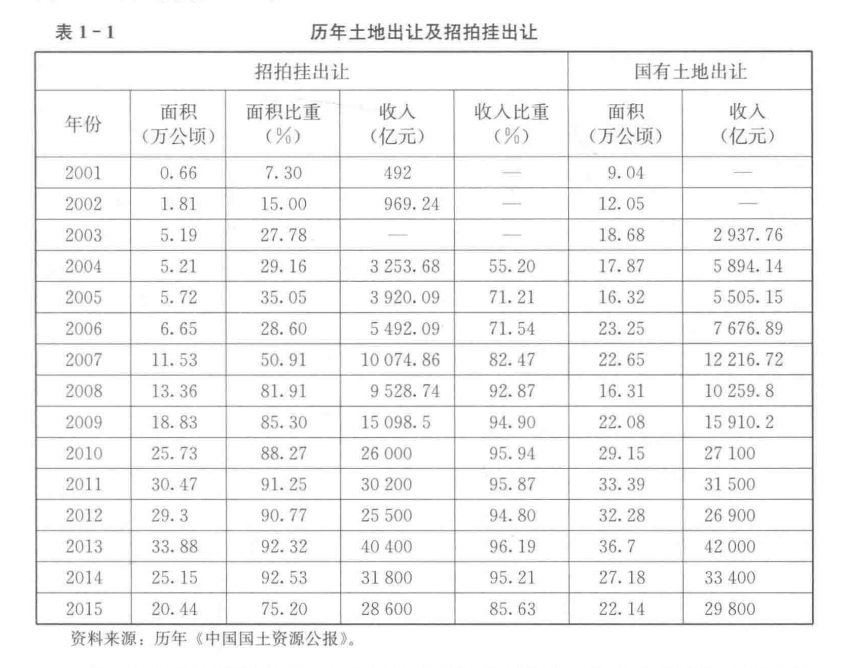 表 1-1 历年土地出让及招拍挂出让
招拍挂出让 国有土地出让
年份 面积（万公顷） 面积比重（%） 收入（亿元） 收入比重（%） 面积（万公顷） 收入（亿元）
2001 0.66 7.30 492 — 9.04 —
2002 1.81 15.00 969.24 — 12.05 —
2003 5.19 27.78 — — 18.68 2 937.76
2004 5.21 29.16 3 253.68 55.20 17.87 5 894.14
2005 5.72 35.05 3 920.09 71.21 16.32 5 505.15
2006 6.65 28.60 5 492.09 71.54 23.25 7 676.89
2007 11.53 50.91 10 074.86 82.47 22.65 12 216.72
2008 13.36 81.91 9 528.74 92.87 16.31 10 259.8
2009 18.83 85.30 15 098.5 94.90 22.08 15 910.2
2010 25.73 88.27 26 000 95.94 29.15 27 100
2011 30.47 91.25 30 200 95.87 33.39 31 500
2012 29.3 90.77 25 500 94.80 32.28 26 900
2013 33.88 92.32 40 400 96.19 36.7 42 000
2014 25.15 92.53 31 800 95.21 27.18 33 400
2015 20.44 75.20 28 600 85.63 22.14 29 800
资料来源：历年《中国国土资源公报》。